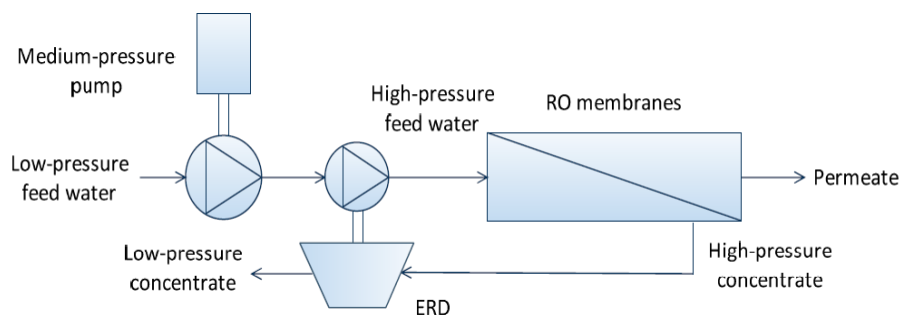 Medium-pressure
pump
High-pressure
feed water
RO membranes
Low-pressure
feed water
Permeate
Low-pressure
concentrate
High-pressure
concentrate
ERD